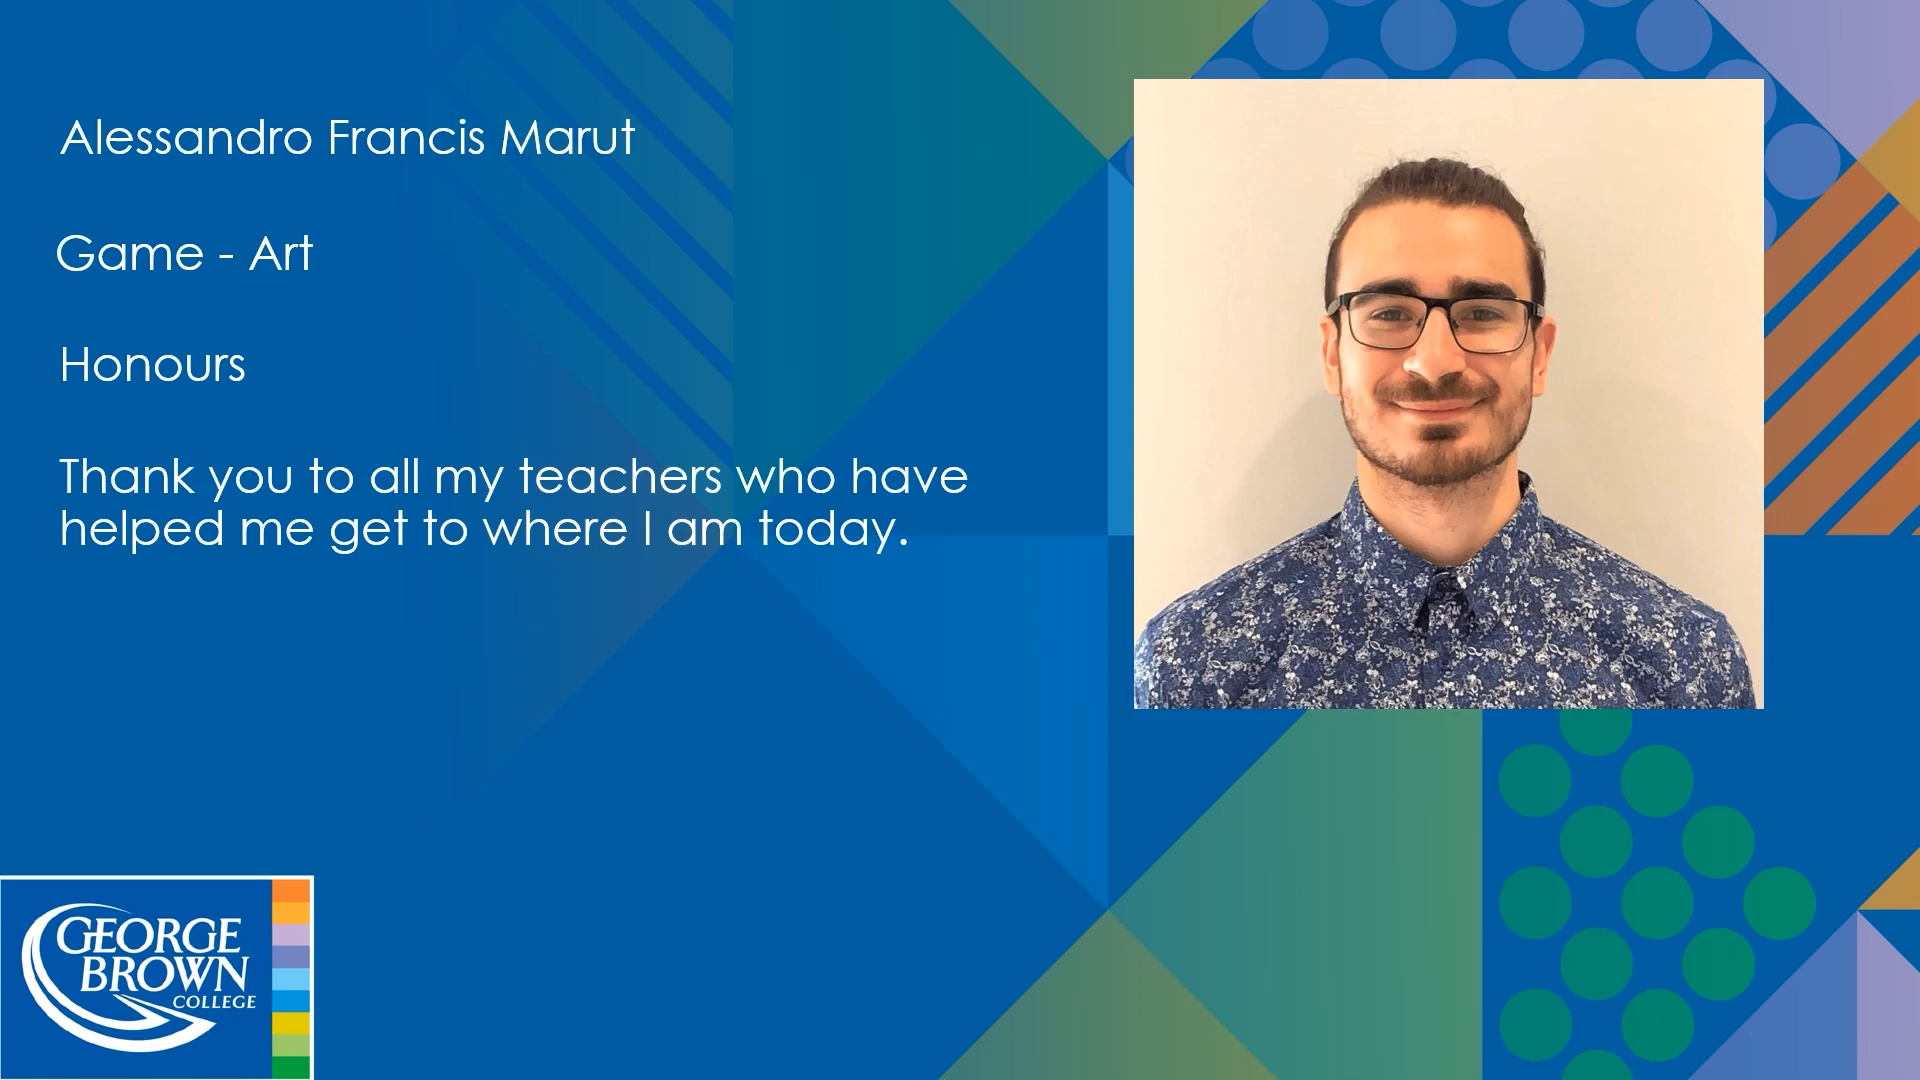 Alessandro Francis Marut
Game - Art
Honours
Thank you to all my teachers who have
helped me get to where I am today.
GEORGE
BROWN
COLLEGE